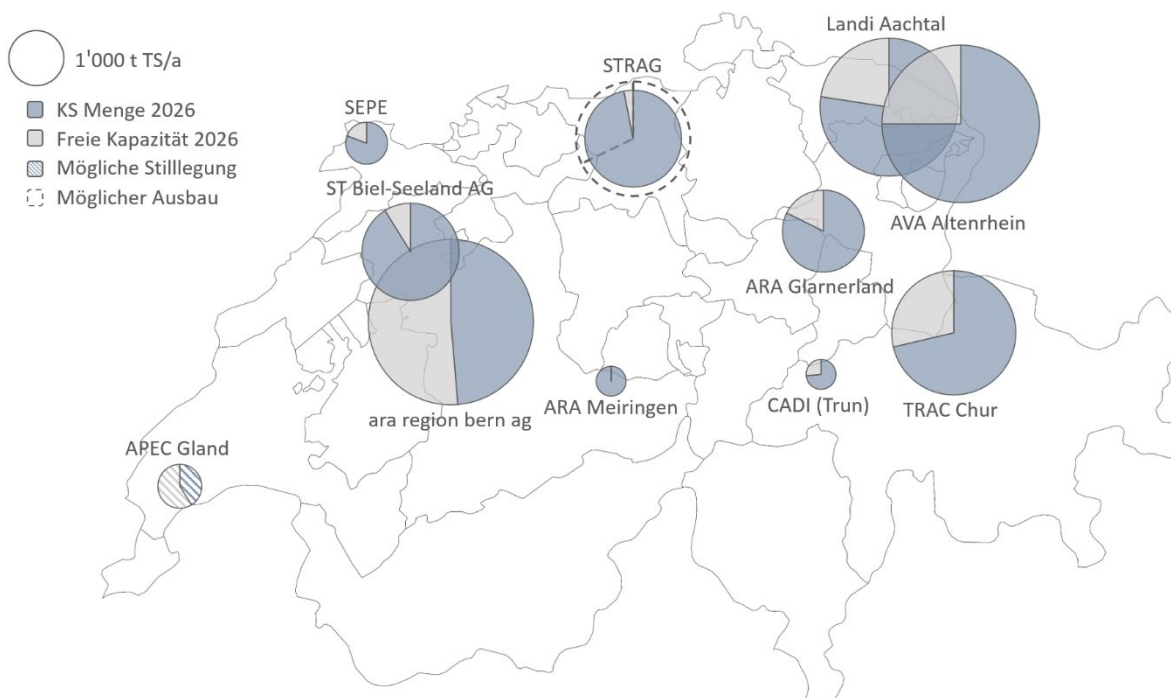 1'000 t TS/a
KS Menge 2026
Freie Kapazität 2026
Mögliche Stilllegung
Möglicher Ausbau
Landi Aachtal
STRAG
SEPE
ST Biel-Seeland AG
AVA Altenrhein
ARA Glarnerland
ara region bern ag
ARA Meiringen
CADI (Trun)
TRAC Chur
APEC Gland